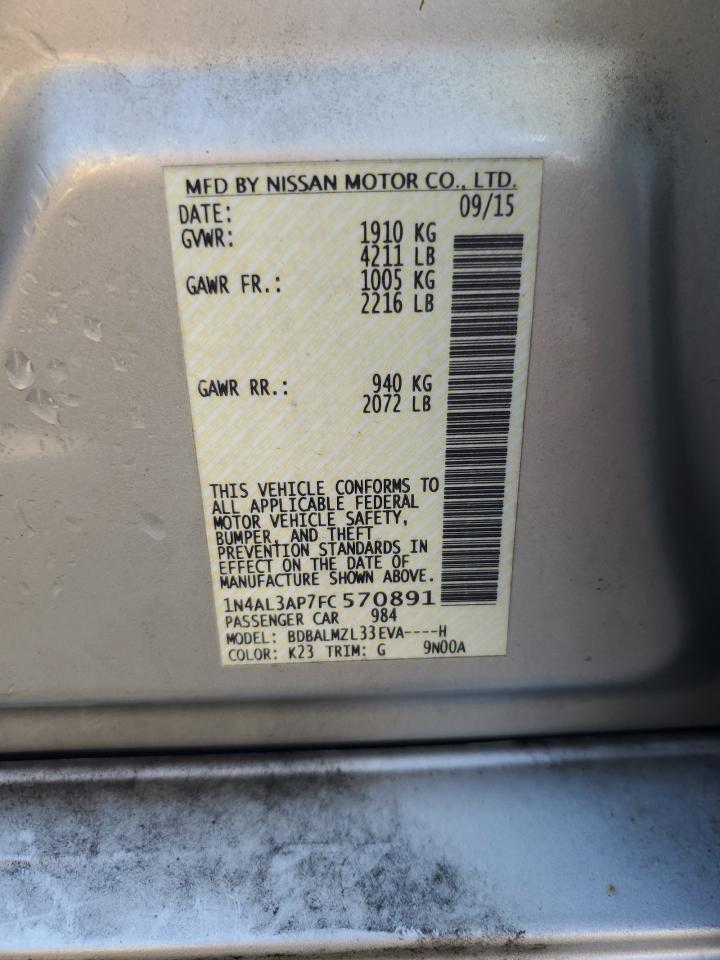 MFD BY NISSAN MOTOR CO., LTD.
DATE: 09/15
GVWR: 1910 KG
4211 LB
GAWR FR.: 1005 KG
2216 LB
GAWR RR.: 940 KG
2072 LB
THIS VEHICLE CONFORMS TO
ALL APPLICABLE FEDERAL
MOTOR VEHICLE SAFETY,
BUMPER, AND THEFT
PREVENTION STANDARDS IN
EFFECT ON THE DATE OF
MANUFACTURE SHOWN ABOVE.
1N4AL3AP7FC570891
PASSENGER CAR 984
MODEL: BDBALMZL33EVA----H
COLOR: K23 TRIM: G 9N00A